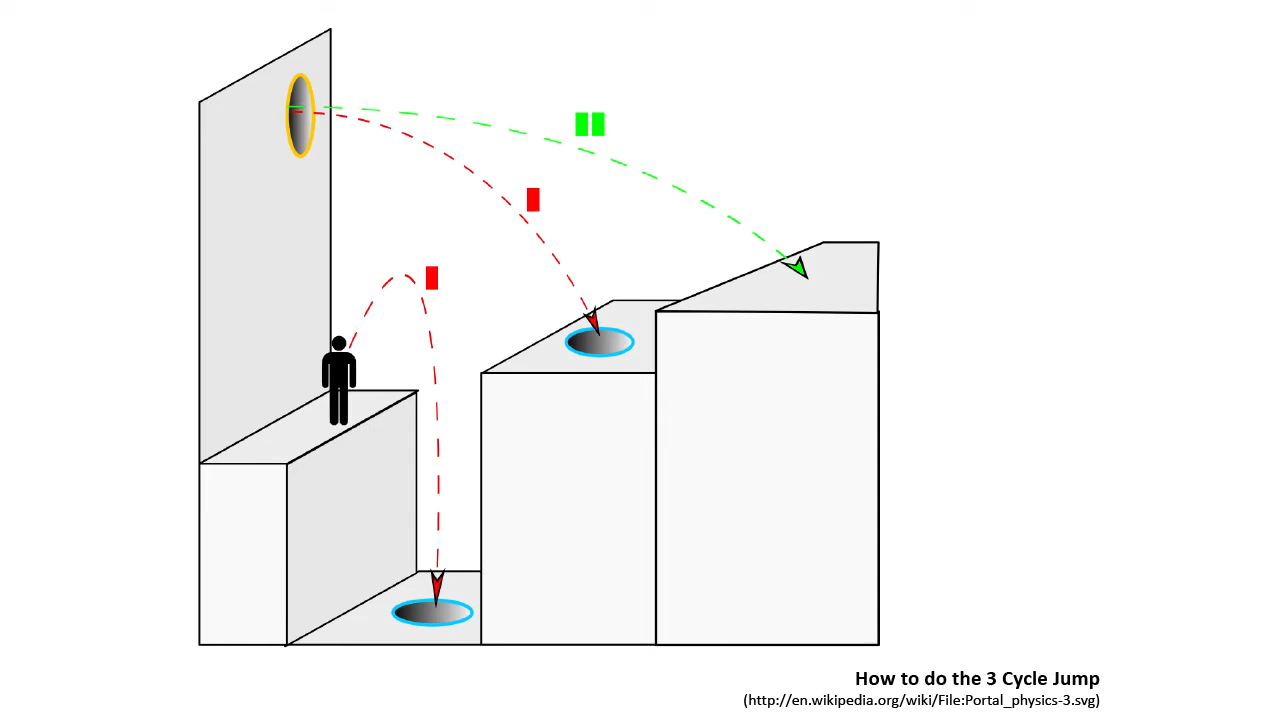 How to do the 3 Cycle Jump
(http://en.wikipedia.org/wiki/File:Portal_physics-3.svg)